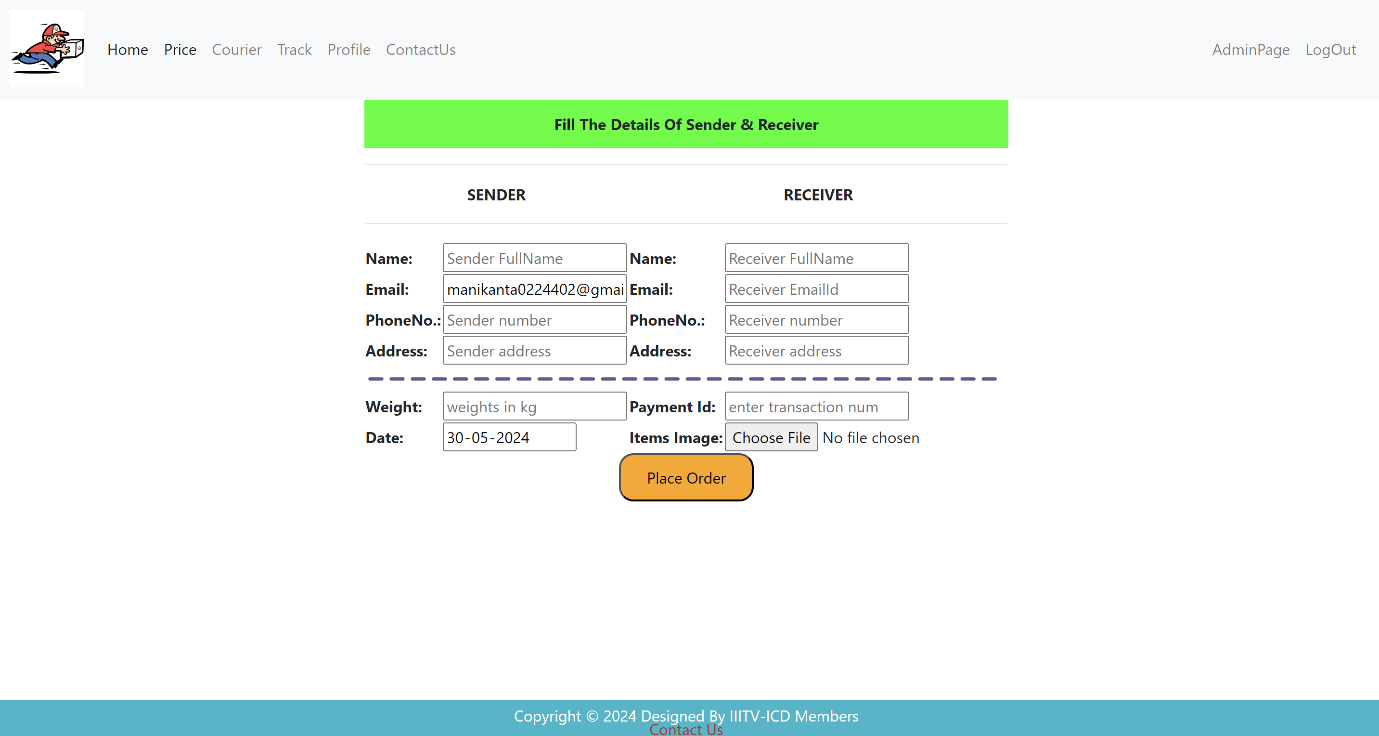 Home Price Courier Track Profile ContactUs AdminPage LogOut
Fill The Details Of Sender & Receiver
SENDER RECEIVER
Name: Sender FullName Name: Receiver FullName
Email: manikanta0224402@gmai Email: Receiver EmailId
PhoneNo.: Sender number PhoneNo.: Receiver number
Address: Sender address Address: Receiver address
Weight: weights in kg Payment Id: enter transaction num
Date: 30-05-2024 Items Image: Choose File No file chosen
Place Order
Copyright © 2024 Designed By IIITV-ICD Members
Contact Us